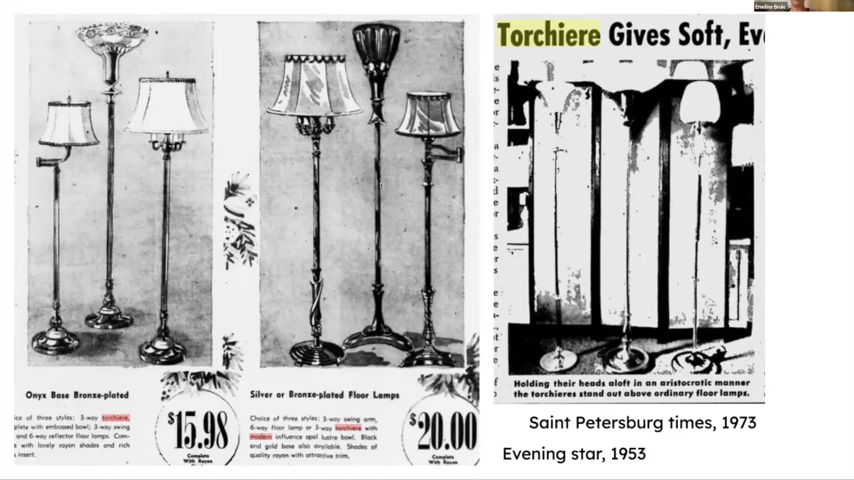 Emeline Brulé
Torchiere Gives Soft, Ev
Onyx Base Bronze-plated
ice of three styles: 3-way torchiere,
plete with embossed bowl; 3-way swing
and 6-way reflector floor lamps. Com-
s with lovely rayon shades and rich
insert.
$15.98
Complete
With Rayon
Silver or Bronze-plated Floor Lamps
Choice of three styles: 3-way swing arm,
6-way floor lamp or 3-way torchiere with
modern influence opal lustre bowl. Black
and gold base also available. Shades of
quality rayon with attractive trim.
$20.00
Complete
With Rayon
Holding their heads aloft in an aristocratic manner
the torchieres stand out above ordinary floor lamps.
Saint Petersburg times, 1973
Evening star, 1953